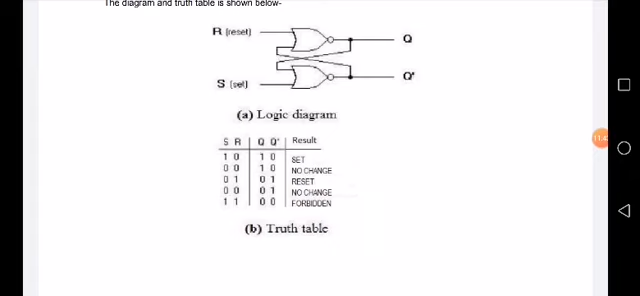 The diagram and truth table is shown below-
R (reset)
Q
S (set)
Q'
(a) Logic diagram
S R Q Q' Result
1 0 1 0 SET
0 0 1 0 NO CHANGE
0 1 0 1 RESET
0 0 0 1 NO CHANGE
1 1 0 0 FORBIDDEN
(b) Truth table